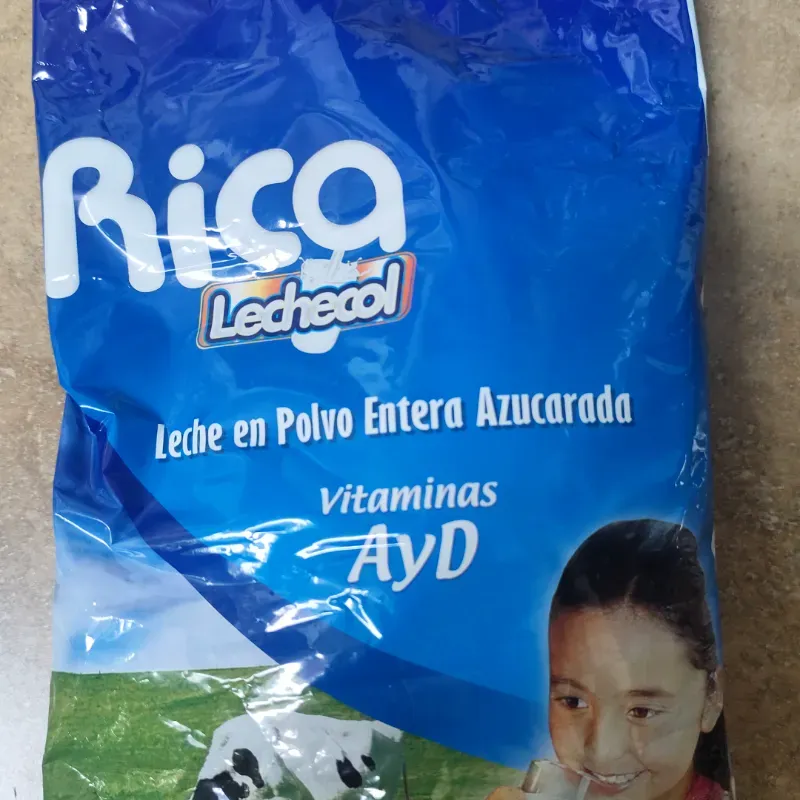 Rica
Lechecol
Leche en Polvo Entera Azucarada
Vitaminas
AyD